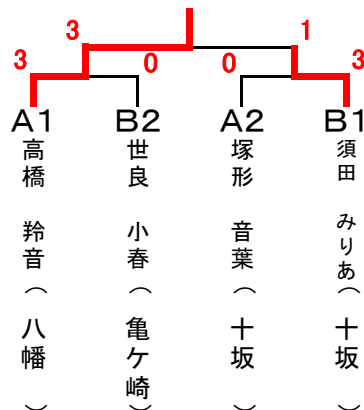 3 1
3 0 0 3
A1 B2 A2 B1
高橋 羚音（八幡）
世良 小春（亀ケ崎）
塚形 音葉（十坂）
須田 みりあ（十坂）